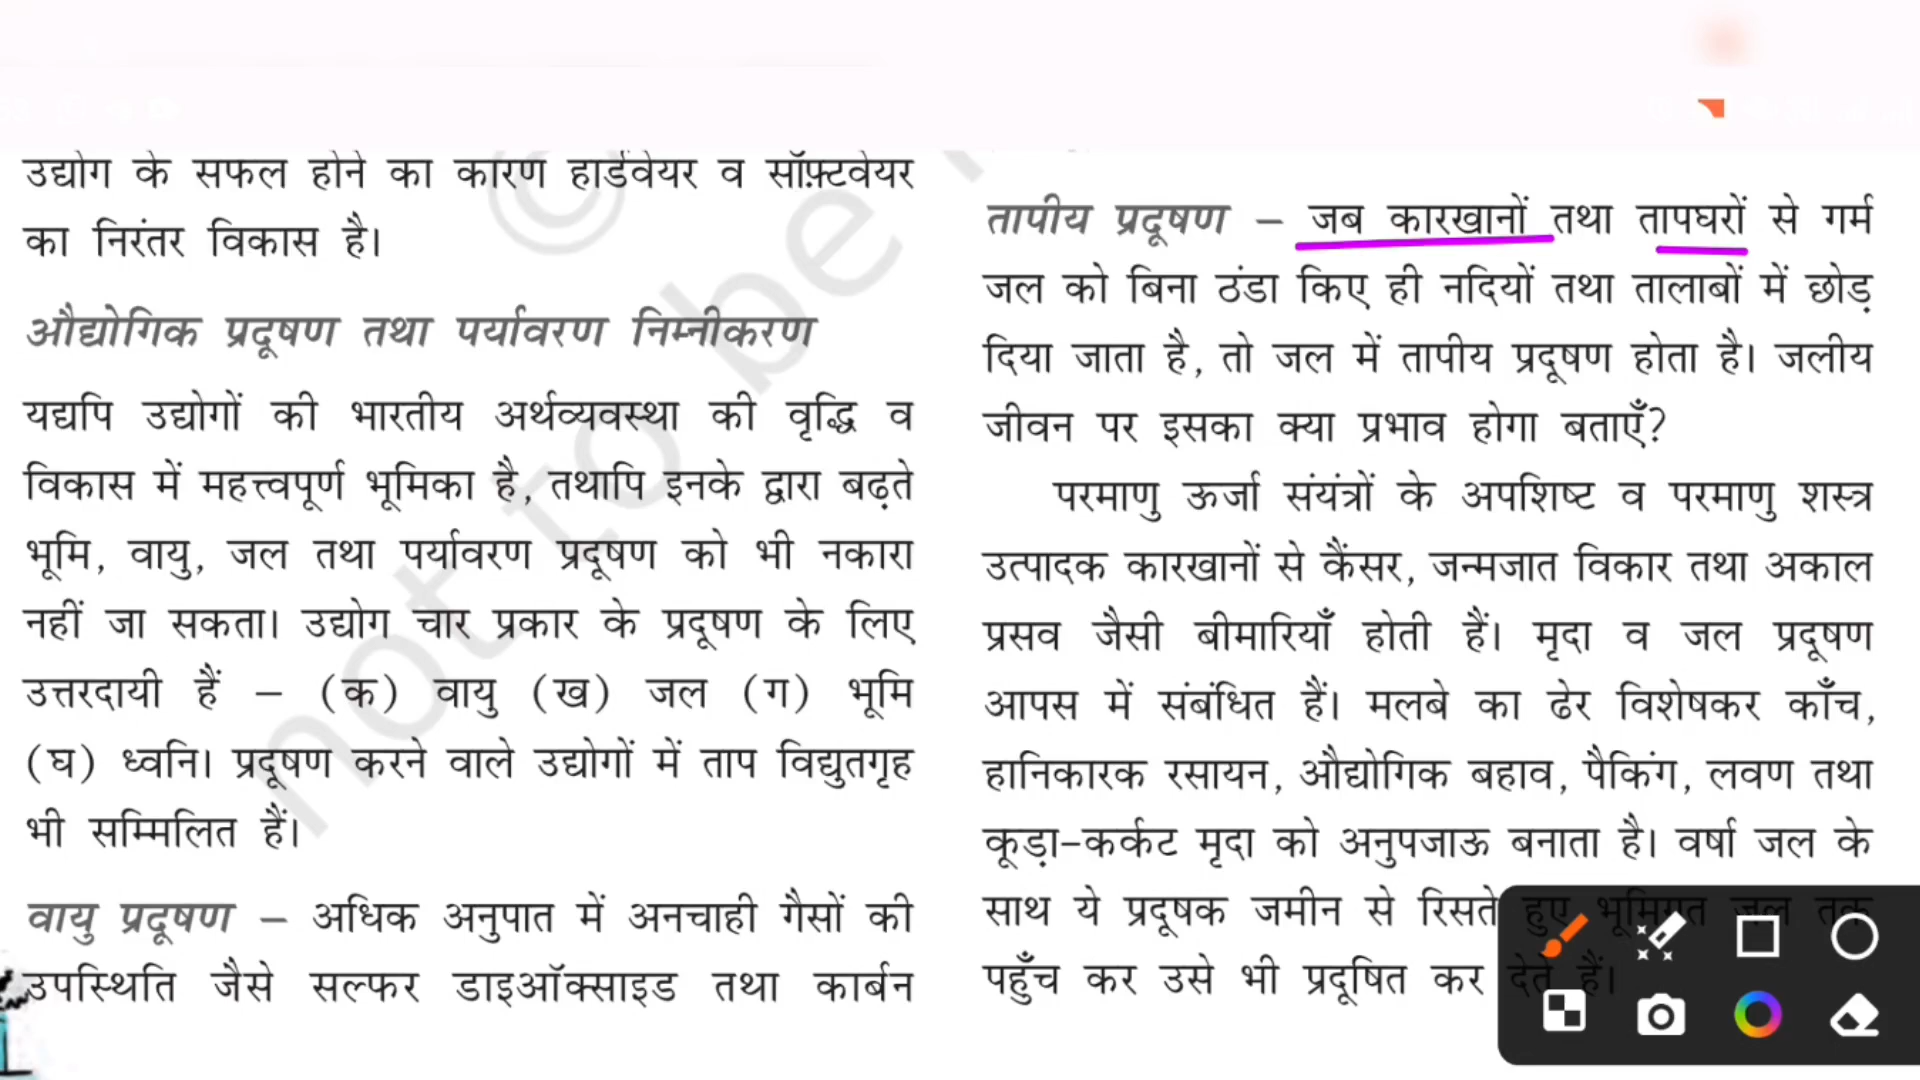 उद्योग के सफल होने का कारण हार्डवेयर व सॉफ़्टवेयर
का निरंतर विकास है।
औद्योगिक प्रदूषण तथा पर्यावरण निम्नीकरण
यद्यपि उद्योगों की भारतीय अर्थव्यवस्था की वृद्धि व
विकास में महत्त्वपूर्ण भूमिका है, तथापि इनके द्वारा बढ़ते
भूमि, वायु, जल तथा पर्यावरण प्रदूषण को भी नकारा
नहीं जा सकता। उद्योग चार प्रकार के प्रदूषण के लिए
उत्तरदायी हैं – (क) वायु (ख) जल (ग) भूमि
(घ) ध्वनि। प्रदूषण करने वाले उद्योगों में ताप विद्युतगृह
भी सम्मिलित हैं।
वायु प्रदूषण – अधिक अनुपात में अनचाही गैसों की
उपस्थिति जैसे सल्फर डाइऑक्साइड तथा कार्बन
तापीय प्रदूषण – जब कारखानों तथा तापघरों से गर्म
जल को बिना ठंडा किए ही नदियों तथा तालाबों में छोड़
दिया जाता है, तो जल में तापीय प्रदूषण होता है। जलीय
जीवन पर इसका क्या प्रभाव होगा बताएँ?
परमाणु ऊर्जा संयंत्रों के अपशिष्ट व परमाणु शस्त्र
उत्पादक कारखानों से कैंसर, जन्मजात विकार तथा अकाल
प्रसव जैसी बीमारियाँ होती हैं। मृदा व जल प्रदूषण
आपस में संबंधित हैं। मलबे का ढेर विशेषकर काँच,
हानिकारक रसायन, औद्योगिक बहाव, पैकिंग, लवण तथा
कूड़ा-कर्कट मृदा को अनुपजाऊ बनाता है। वर्षा जल के
साथ ये प्रदूषक जमीन से रिसते हुए भूमिगत जल तक
पहुँच कर उसे भी प्रदूषित कर देते हैं।
© not to be